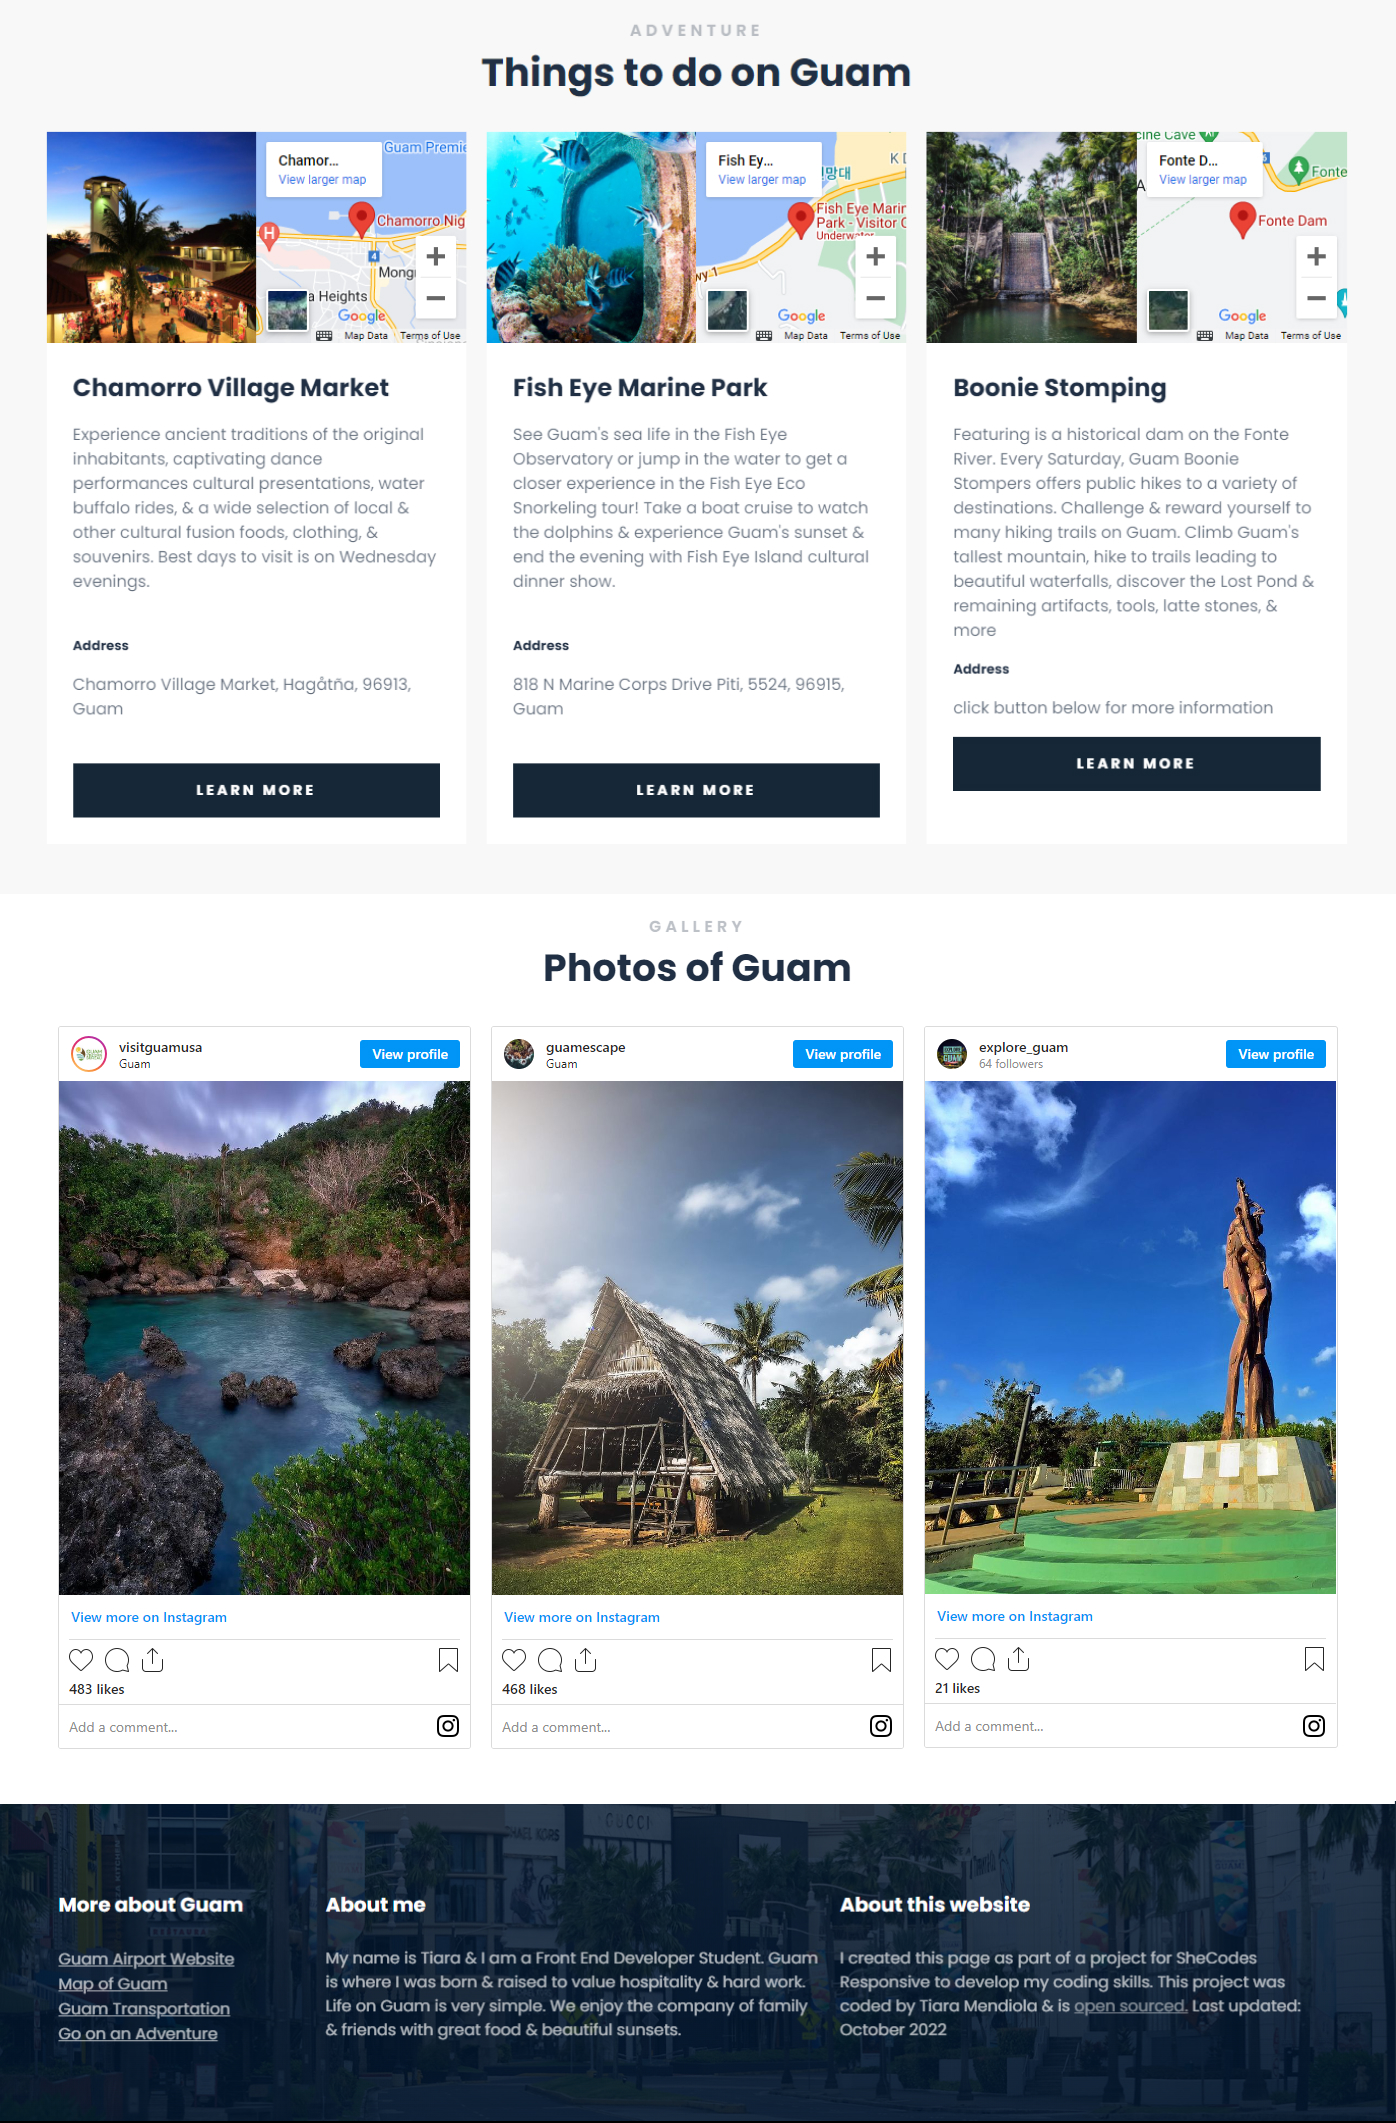 ADVENTURE
Things to do on Guam
Chamor...
View larger map
Guam Premie
Chamorro Nig
H
4
Mong
a Heights
Google
Map Data
Terms of Use
Fish Ey...
View larger map
K D
망대
Fish Eye Marin
Park - Visitor C
Underwater
wy 1
Google
Map Data
Terms of Use
cine Cave
Fonte D...
View larger map
Fonte
A
Fonte Dam
Google
Map Data
Terms of Use
Chamorro Village Market
Experience ancient traditions of the original
inhabitants, captivating dance
performances cultural presentations, water
buffalo rides, & a wide selection of local &
other cultural fusion foods, clothing, &
souvenirs. Best days to visit is on Wednesday
evenings.
Address
Chamorro Village Market, Hagåtña, 96913,
Guam
LEARN MORE
Fish Eye Marine Park
See Guam's sea life in the Fish Eye
Observatory or jump in the water to get a
closer experience in the Fish Eye Eco
Snorkeling tour! Take a boat cruise to watch
the dolphins & experience Guam's sunset &
end the evening with Fish Eye Island cultural
dinner show.
Address
818 N Marine Corps Drive Piti, 5524, 96915,
Guam
LEARN MORE
Boonie Stomping
Featuring is a historical dam on the Fonte
River. Every Saturday, Guam Boonie
Stompers offers public hikes to a variety of
destinations. Challenge & reward yourself to
many hiking trails on Guam. Climb Guam's
tallest mountain, hike to trails leading to
beautiful waterfalls, discover the Lost Pond &
remaining artifacts, tools, latte stones, &
more
Address
click button below for more information
LEARN MORE
GALLERY
Photos of Guam
visitguamusa
Guam
View profile
View more on Instagram
483 likes
Add a comment...
guamescape
Guam
View profile
View more on Instagram
468 likes
Add a comment...
explore_guam
64 followers
View profile
EXPLORE
GUAM
View more on Instagram
21 likes
Add a comment...
GUCCI
More about Guam
Guam Airport Website
Map of Guam
Guam Transportation
Go on an Adventure
About me
My name is Tiara & I am a Front End Developer Student. Guam
is where I was born & raised to value hospitality & hard work.
Life on Guam is very simple. We enjoy the company of family
& friends with great food & beautiful sunsets.
About this website
I created this page as part of a project for SheCodes
Responsive to develop my coding skills. This project was
coded by Tiara Mendiola & is open sourced. Last updated:
October 2022